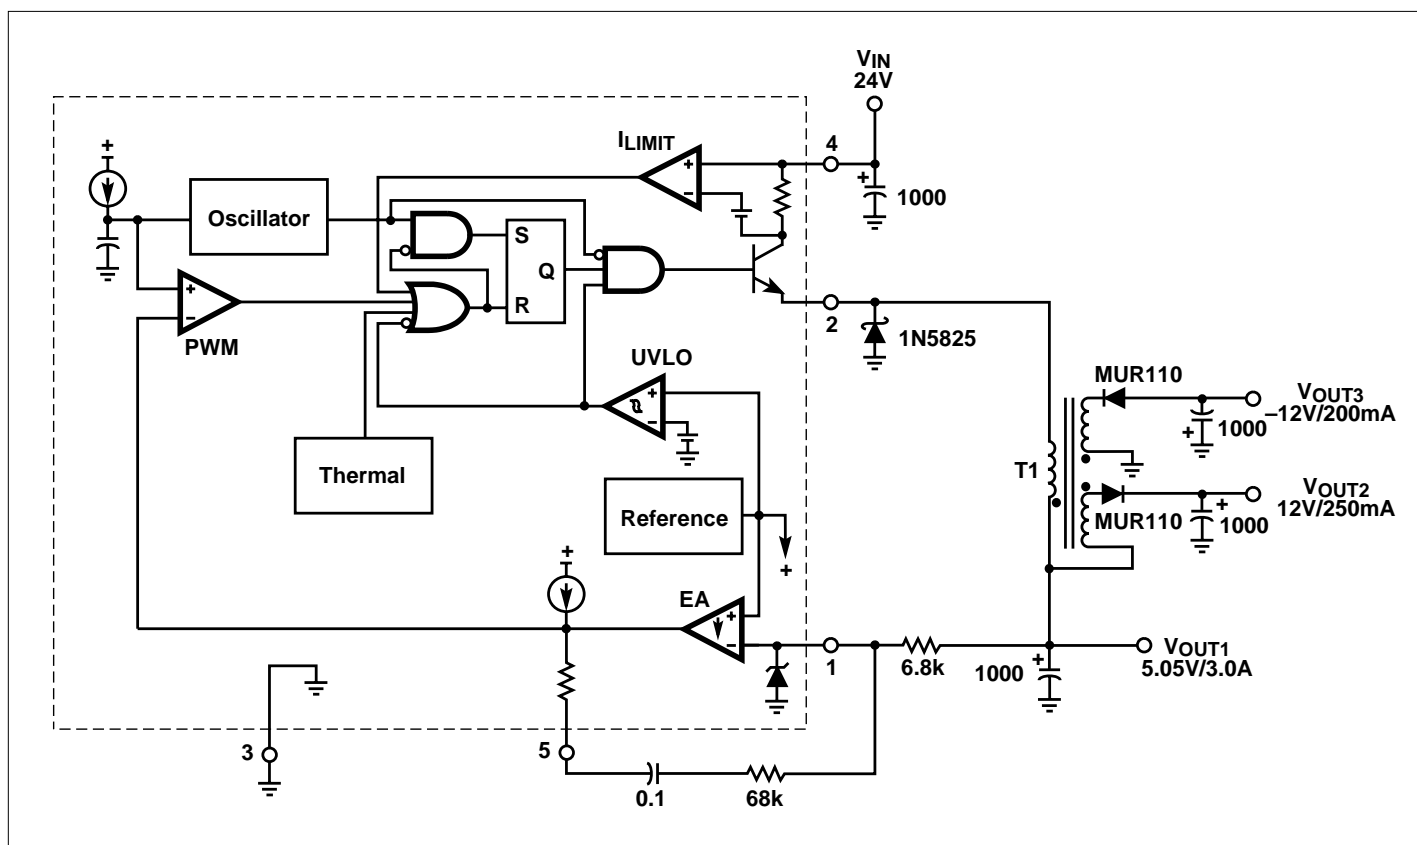 VIN
24V
4
+
1000
ILIMIT
+
−
+
Oscillator
S
Q
R
+
−
PWM
2
1N5825
UVLO
+
−
MUR110
VOUT3
–12V/200mA
1000
+
T1
VOUT2
12V/250mA
MUR110
+
1000
Thermal
Reference
+
+
EA
+
−
1
6.8k
VOUT1
5.05V/3.0A
+
1000
3
5
0.1
68k